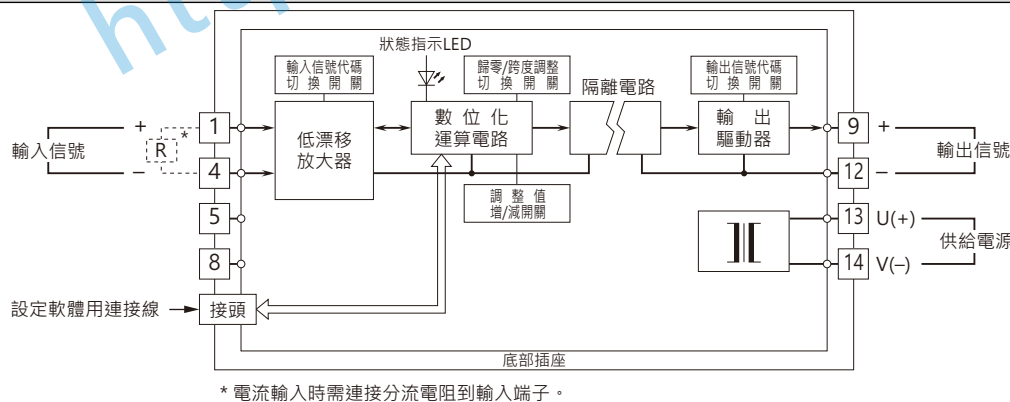 http
狀態指示LED
輸入信號代碼
切換開關
歸零/跨度調整
切換開關
隔離電路
輸出信號代碼
切換開關
輸入信號
+
–
R
*
1
4
5
8
低漂移
放大器
數位化
運算電路
調整值
增/減開關
輸出
驅動器
9
+
12
–
輸出信號
13
U(+)
14
V(–)
供給電源
設定軟體用連接線
接頭
底部插座
* 電流輸入時需連接分流電阻到輸入端子。